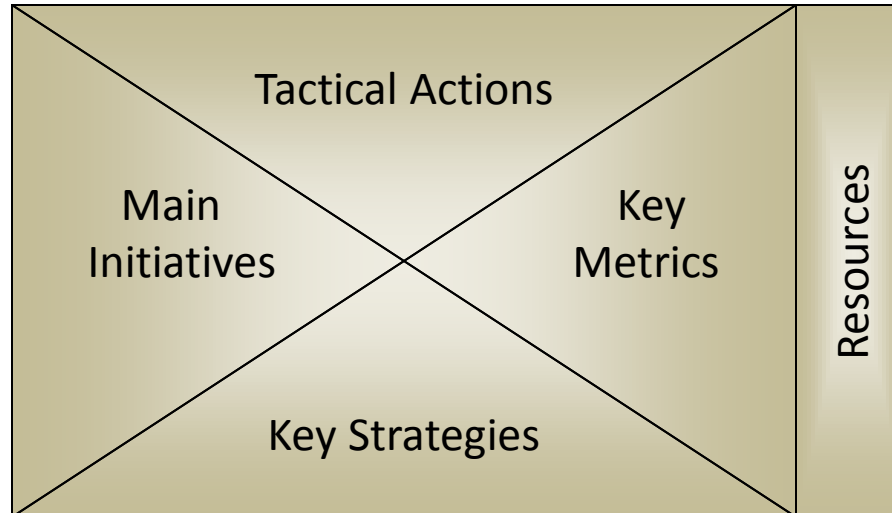 Tactical Actions
Main
Initiatives
Key
Metrics
Resources
Key Strategies